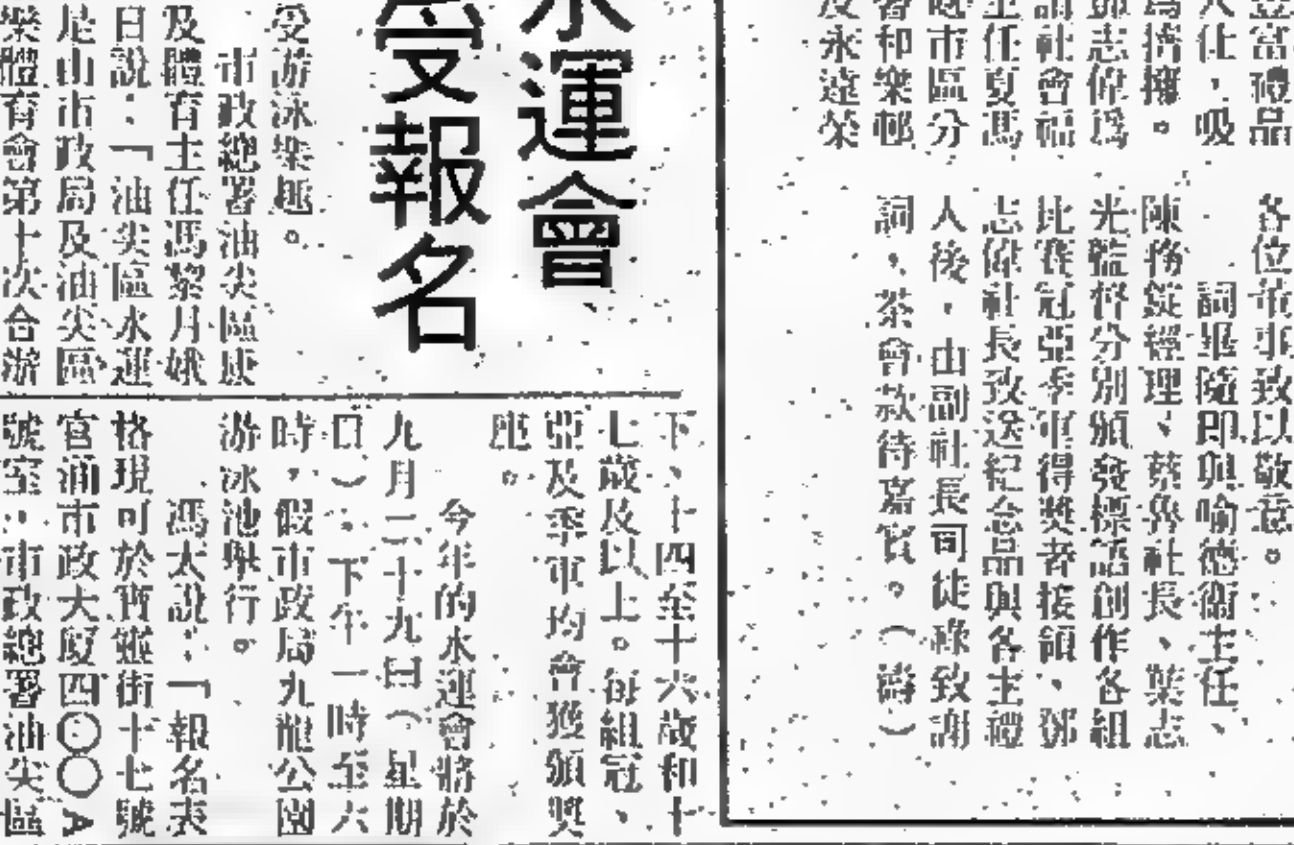 豐富禮品
人仕，吸
為擠擁。
鄧志偉為
請社會福
主任夏馮
咗市區分
著和樂邨
及永遠榮
各位董事致以敬意。
詞畢隨即與喻德衞主任、
陳務錠經理、蔡勞社長、葉志
光監督分別頒發標語創作各組
比賽冠亞季軍得獎者接領、鄧
志偉社長致送紀念品與各主禮
人後，由副社長司徒祿致謝
詞，茶會款待嘉賓。（濤）
水運會
受報名
受游泳樂趣。
市政總署油尖區康
及體育主任馮黎月娥
日說：「油尖區水運
是由市政局及油尖區
樂體育會第十次合辦
下、十四至十六歲和十
七歲及以上。每組冠、
亞及季軍均會獲頒獎
座。
今年的水運會將於
九月二十九日（星期
日）：下午一時至六
時，假市政局九龍公園
游泳池舉行。
馮太說：「報名表
格現可於寶靈街十七號
官涌市政大廈四〇〇A
號室，市政總署油尖區